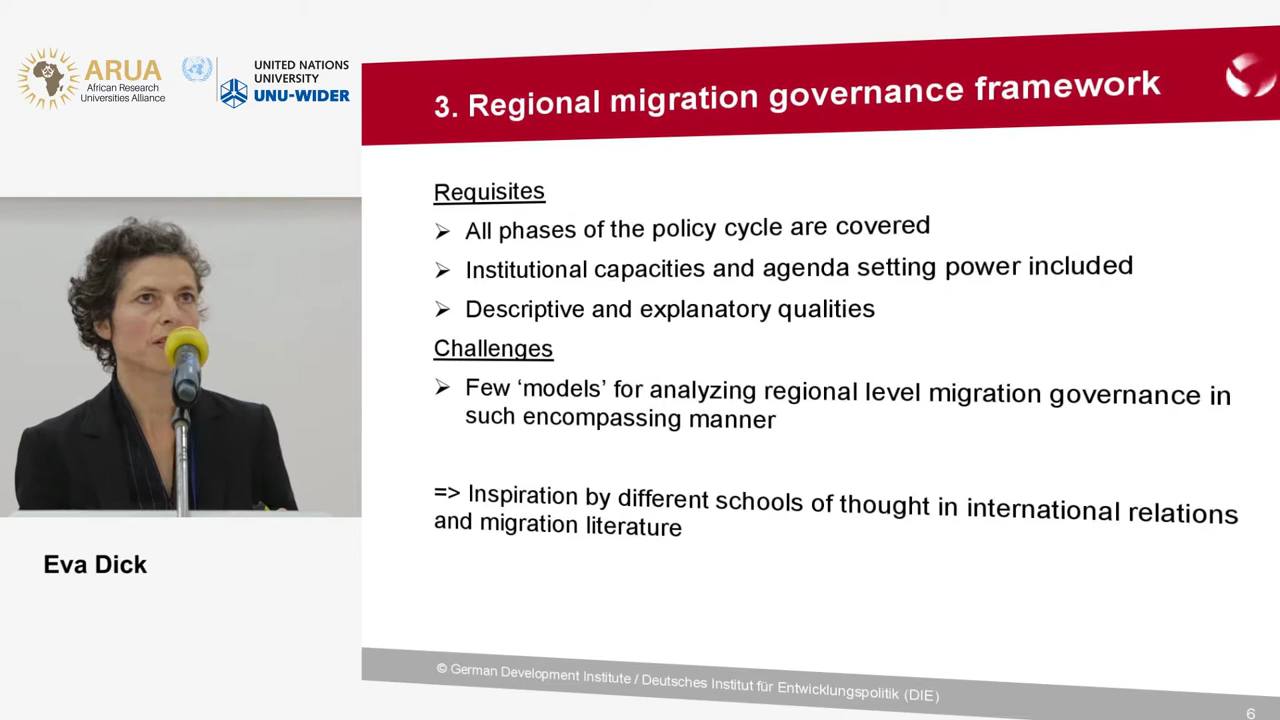 ARUA
African Research
Universities Alliance
UNITED NATIONS
UNIVERSITY
UNU-WIDER
3. Regional migration governance framework
Requisites
➢ All phases of the policy cycle are covered
➢ Institutional capacities and agenda setting power included
➢ Descriptive and explanatory qualities
Challenges
➢ Few ‘models’ for analyzing regional level migration governance in
such encompassing manner
=> Inspiration by different schools of thought in international relations
and migration literature
Eva Dick
© German Development Institute / Deutsches Institut für Entwicklungspolitik (DIE)
6